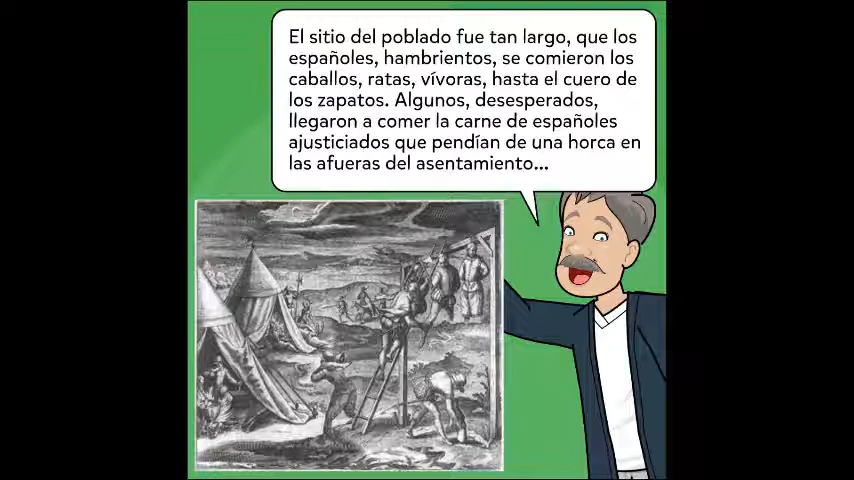 El sitio del poblado fue tan largo, que los
españoles, hambrientos, se comieron los
caballos, ratas, vívoras, hasta el cuero de
los zapatos. Algunos, desesperados,
llegaron a comer la carne de españoles
ajusticiados que pendían de una horca en
las afueras del asentamiento...